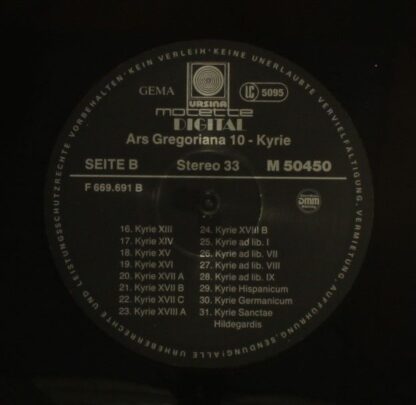 KEIN VERLEIH · KEINE UNERLAUBTE VERVIELFÄLTIGUNG, VERMIETUNG, AUFFÜHRUNG, SENDUNG! ALLE URHEBERRECHTE UND LEISTUNGSSCHUTZRECHTE VORBEHALTEN ·
URSINA
GEMA
LC 5095
motette
DIGITAL
Ars Gregoriana 10 - Kyrie
SEITE B Stereo 33 M 50450
F 669.691 B
DMM
16. Kyrie XIII
17. Kyrie XIV
18. Kyrie XV
19. Kyrie XVI
20. Kyrie XVII A
21. Kyrie XVII B
22. Kyrie XVII C
23. Kyrie XVIII A
24. Kyrie XVIII B
25. Kyrie ad lib. I
26. Kyrie ad lib. VII
27. Kyrie ad lib. VIII
28. Kyrie ad lib. IX
29. Kyrie Hispanicum
30. Kyrie Germanicum
31. Kyrie Sanctae
Hildegardis